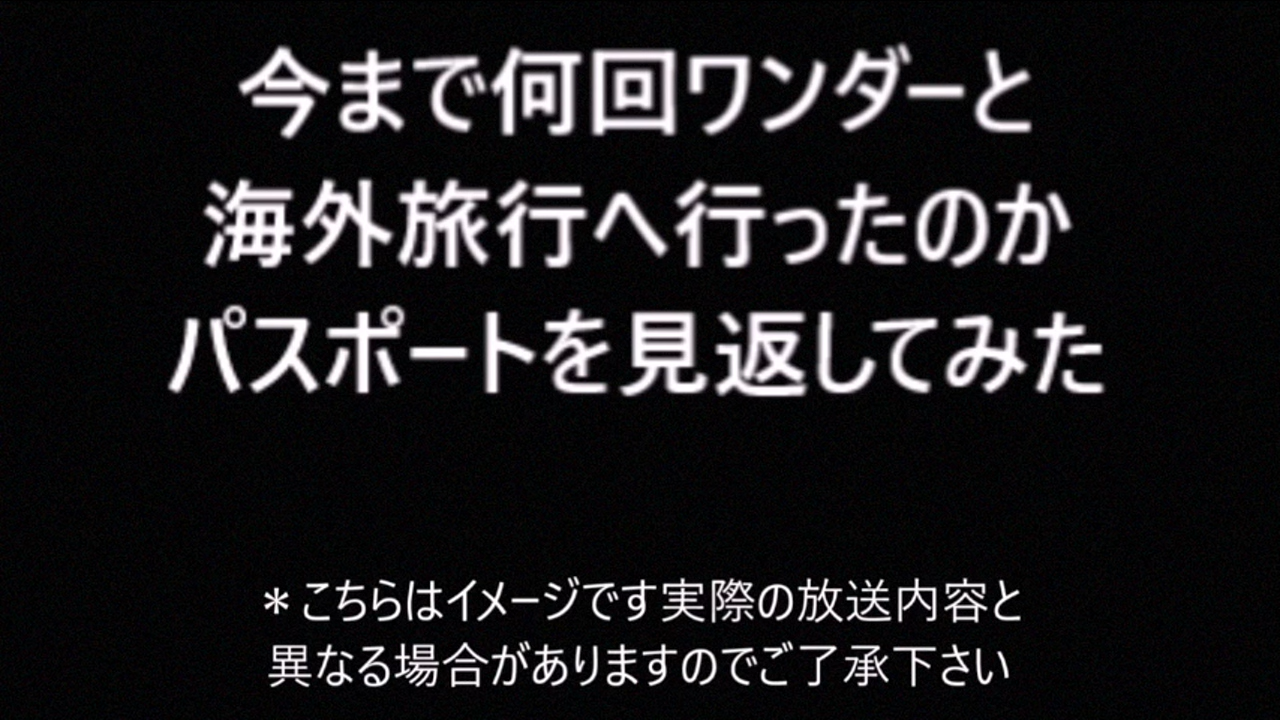 今まで何回ワンダーと
海外旅行へ行ったのか
パスポートを見返してみた
＊こちらはイメージです実際の放送内容と
異なる場合がありますのでご了承下さい